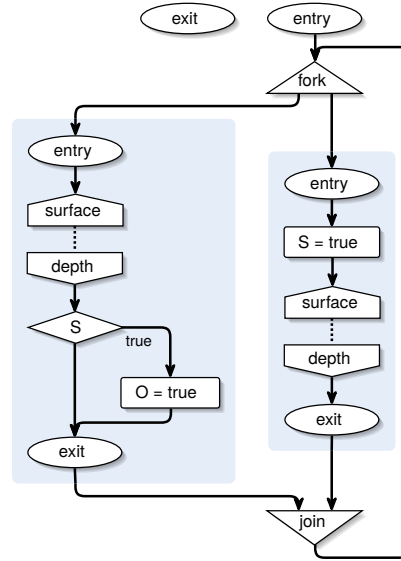 exit
entry
fork
entry
surface
depth
S
true
O = true
exit
entry
S = true
surface
depth
exit
join